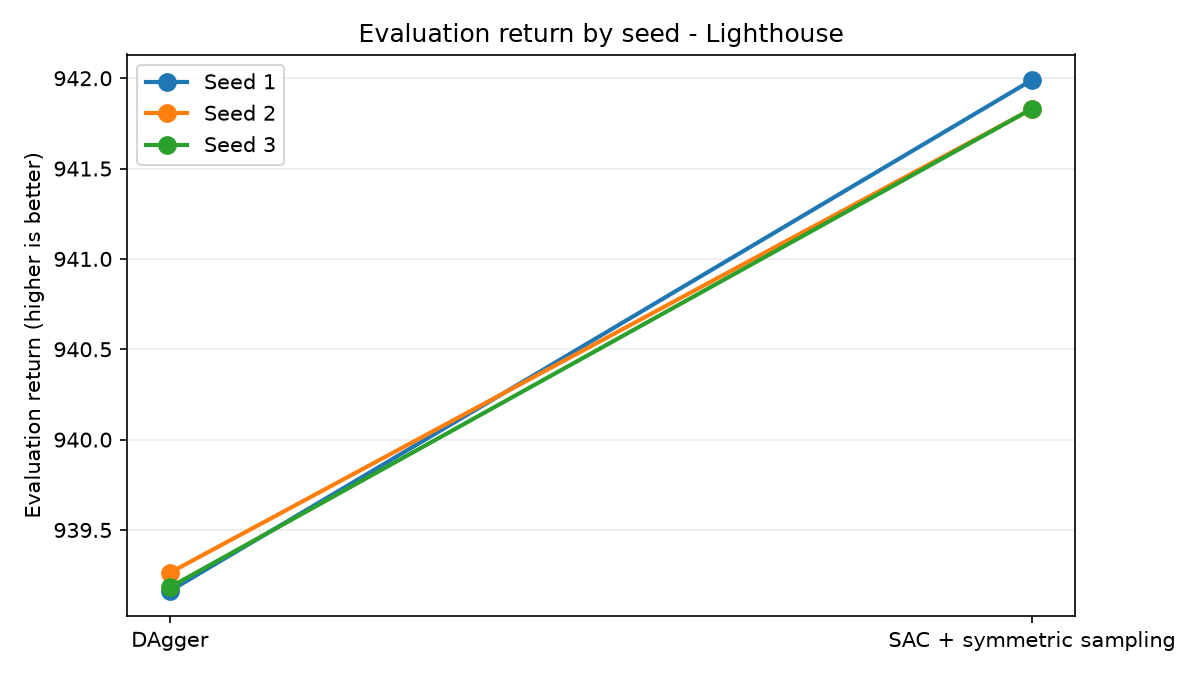 Evaluation return by seed - Lighthouse
Evaluation return (higher is better)
942.0
941.5
941.0
940.5
940.0
939.5
Seed 1
Seed 2
Seed 3
DAgger
SAC + symmetric sampling